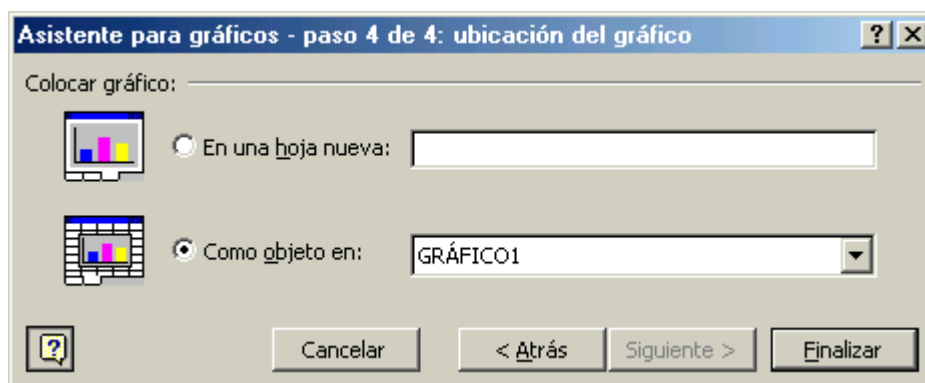 Asistente para gráficos - paso 4 de 4: ubicación del gráfico
Colocar gráfico:
En una hoja nueva:
Como objeto en: GRÁFICO1
Cancelar < Atrás Siguiente > Finalizar